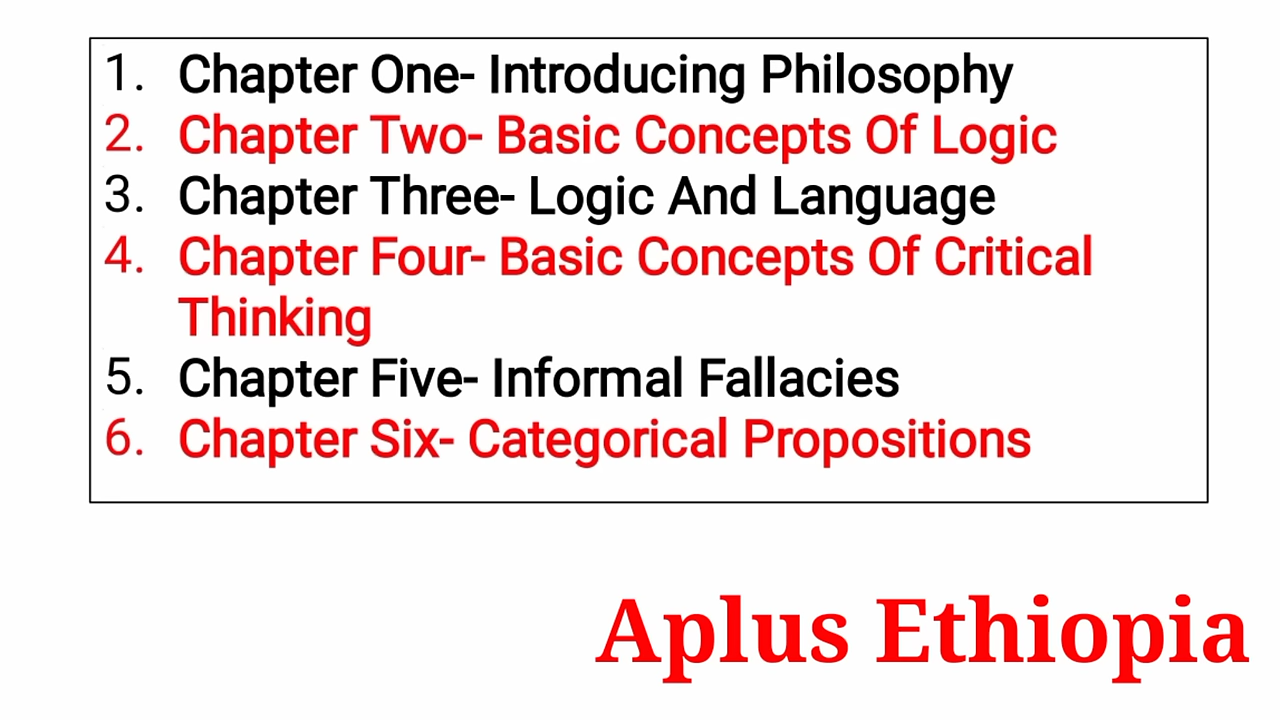 1. Chapter One- Introducing Philosophy
2. Chapter Two- Basic Concepts Of Logic
3. Chapter Three- Logic And Language
4. Chapter Four- Basic Concepts Of Critical
Thinking
5. Chapter Five- Informal Fallacies
6. Chapter Six- Categorical Propositions
Aplus Ethiopia